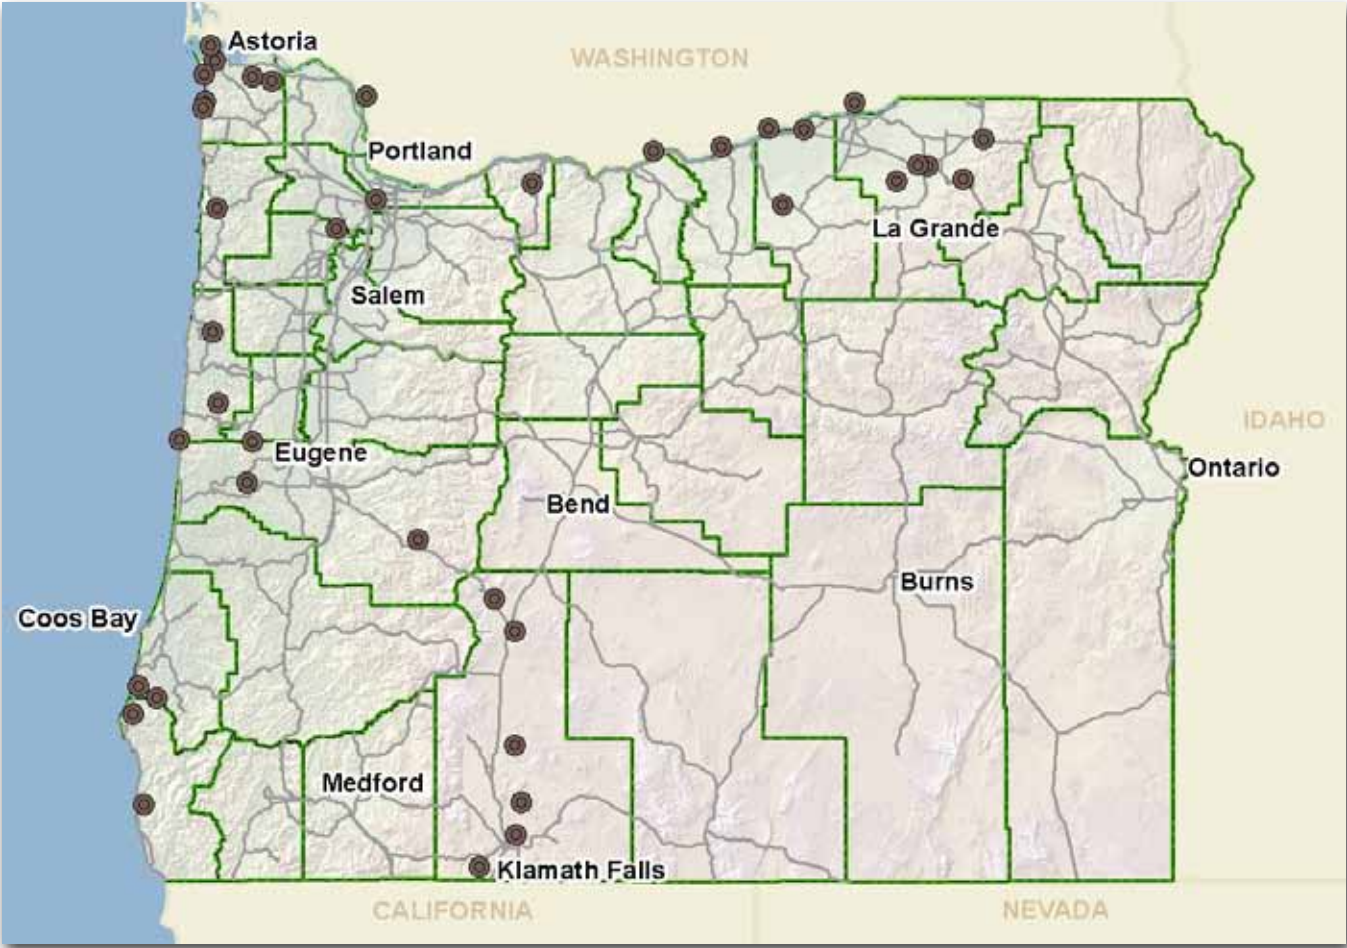 Astoria
WASHINGTON
Portland
La Grande
Salem
IDAHO
Eugene
Ontario
Bend
Burns
Coos Bay
Medford
Klamath Falls
CALIFORNIA
NEVADA